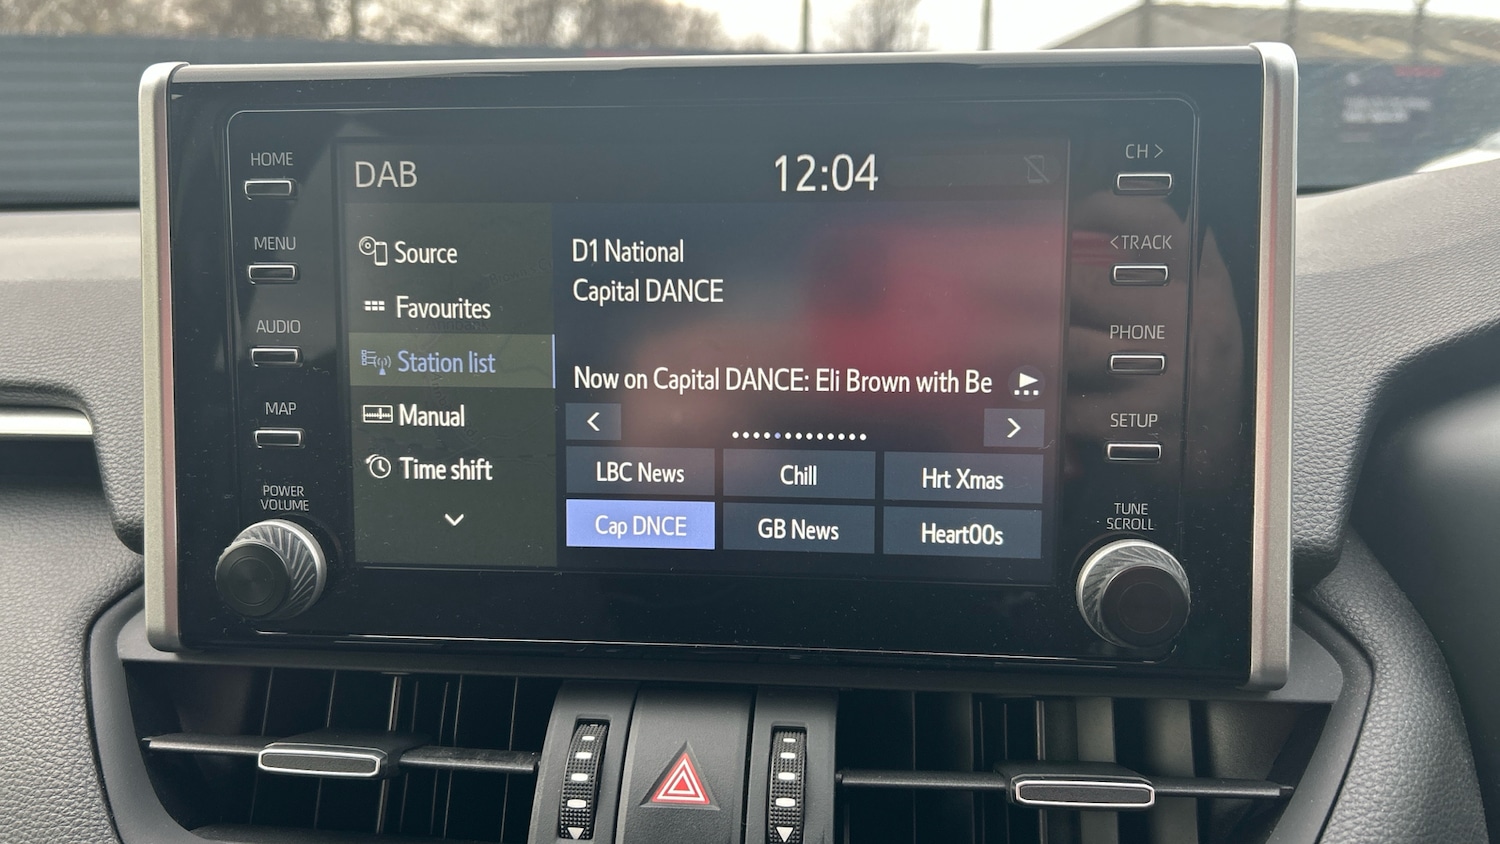 HOME
MENU
AUDIO
MAP
POWER
VOLUME
DAB
12:04
Source
Favourites
Station list
Manual
Time shift
D1 National
Capital DANCE
Now on Capital DANCE: Eli Brown with Be
<
>
LBC News
Chill
Hrt Xmas
Cap DNCE
GB News
Heart00s
CH >
< TRACK
PHONE
SETUP
TUNE
SCROLL